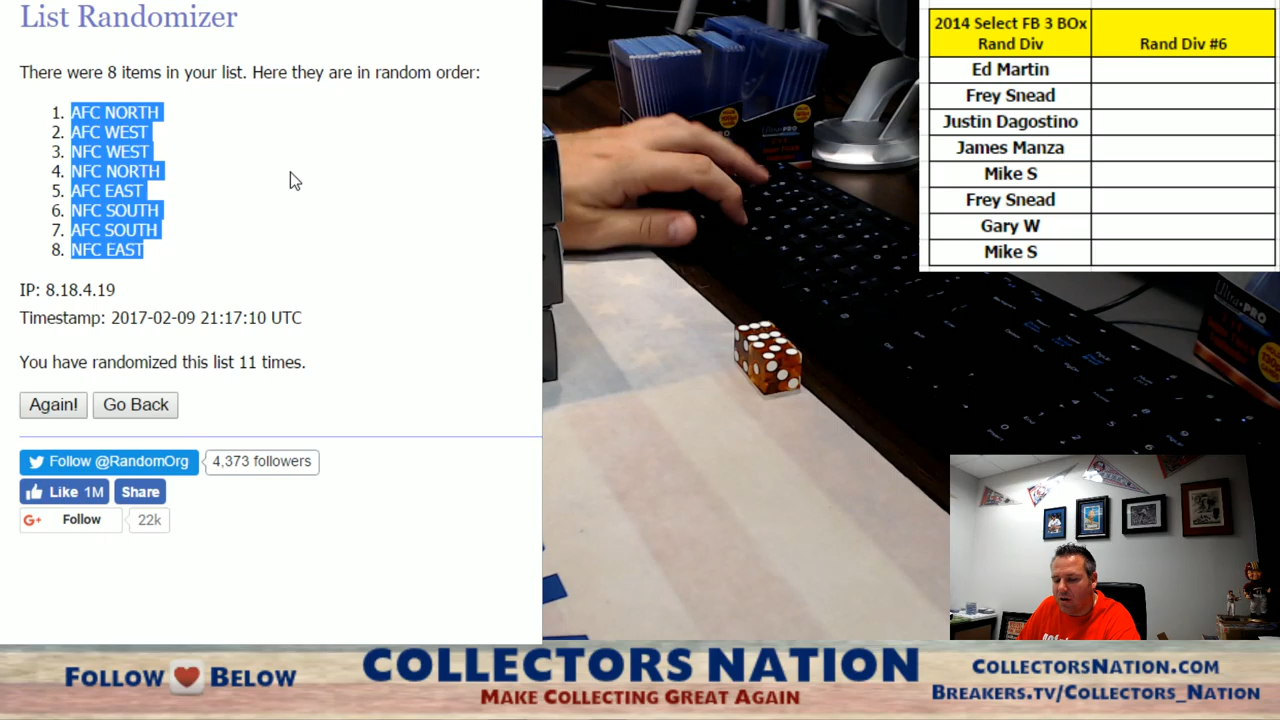 List Randomizer
There were 8 items in your list. Here they are in random order:
1. AFC NORTH
2. AFC WEST
3. NFC WEST
4. NFC NORTH
5. AFC EAST
6. NFC SOUTH
7. AFC SOUTH
8. NFC EAST
IP: 8.18.4.19
Timestamp: 2017-02-09 21:17:10 UTC
You have randomized this list 11 times.
Again! Go Back
Follow @RandomOrg 4,373 followers
Like 1M Share
G+ Follow 22k
2014 Select FB 3 BOx
Rand Div Rand Div #6
Ed Martin
Frey Snead
Justin Dagostino
James Manza
Mike S
Frey Snead
Gary W
Mike S
Ultra·PRO
Ultra·PRO
FOLLOW BELOW
COLLECTORS NATION
MAKE COLLECTING GREAT AGAIN
COLLECTORSNATION.COM
BREAKERS.TV/COLLECTORS_NATION